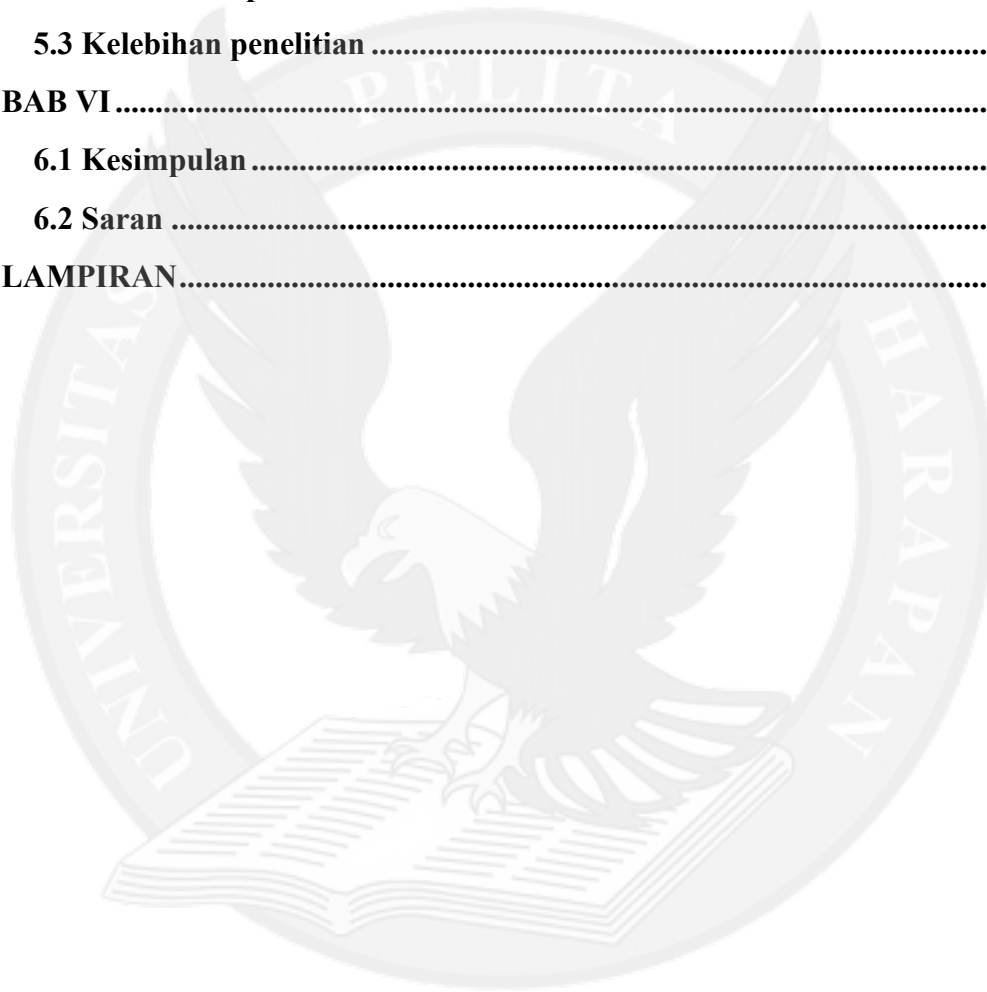 5.3 Kelebihan penelitian ................................................................................
BAB VI ................................................................................
6.1 Kesimpulan ................................................................................
6.2 Saran ................................................................................
LAMPIRAN ................................................................................
UNIVERSITAS PELITA HARAPAN